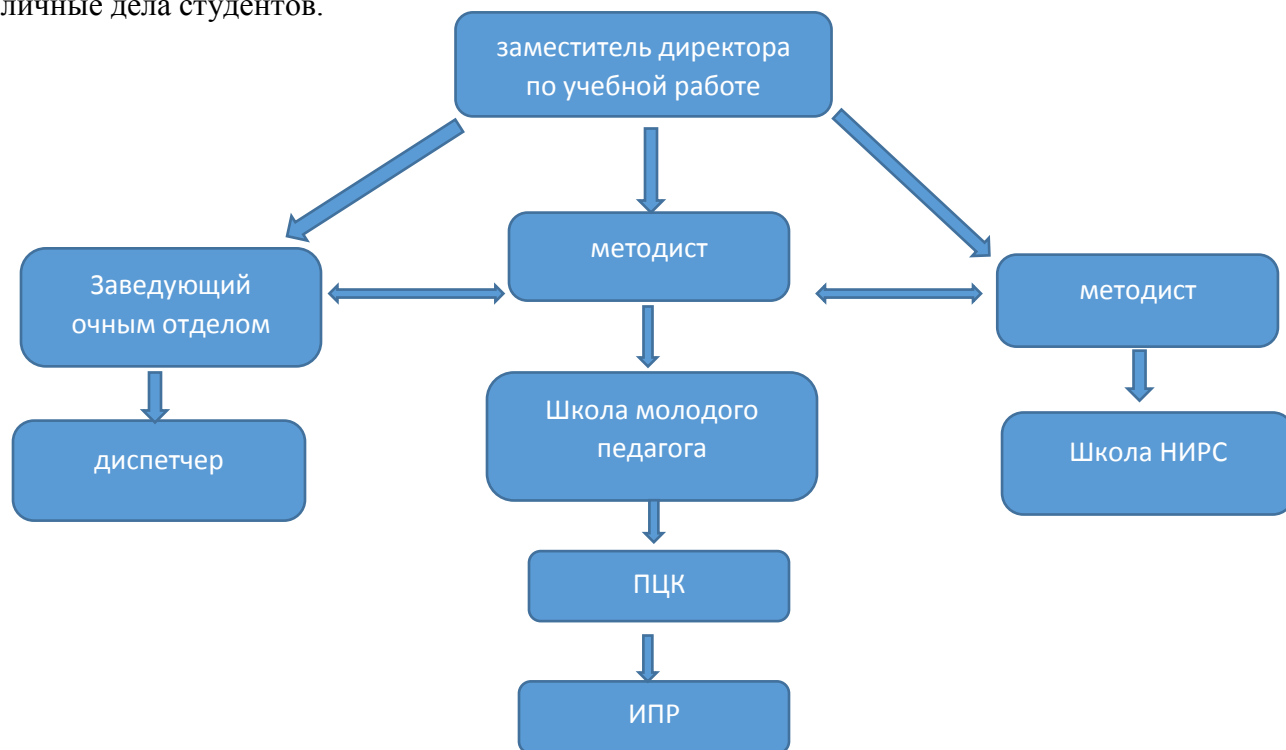 личные дела студентов.
заместитель директора
по учебной работе
методист
Заведующий
очным отделом
методист
Школа молодого
педагога
диспетчер
Школа НИРС
ПЦК
ИПР